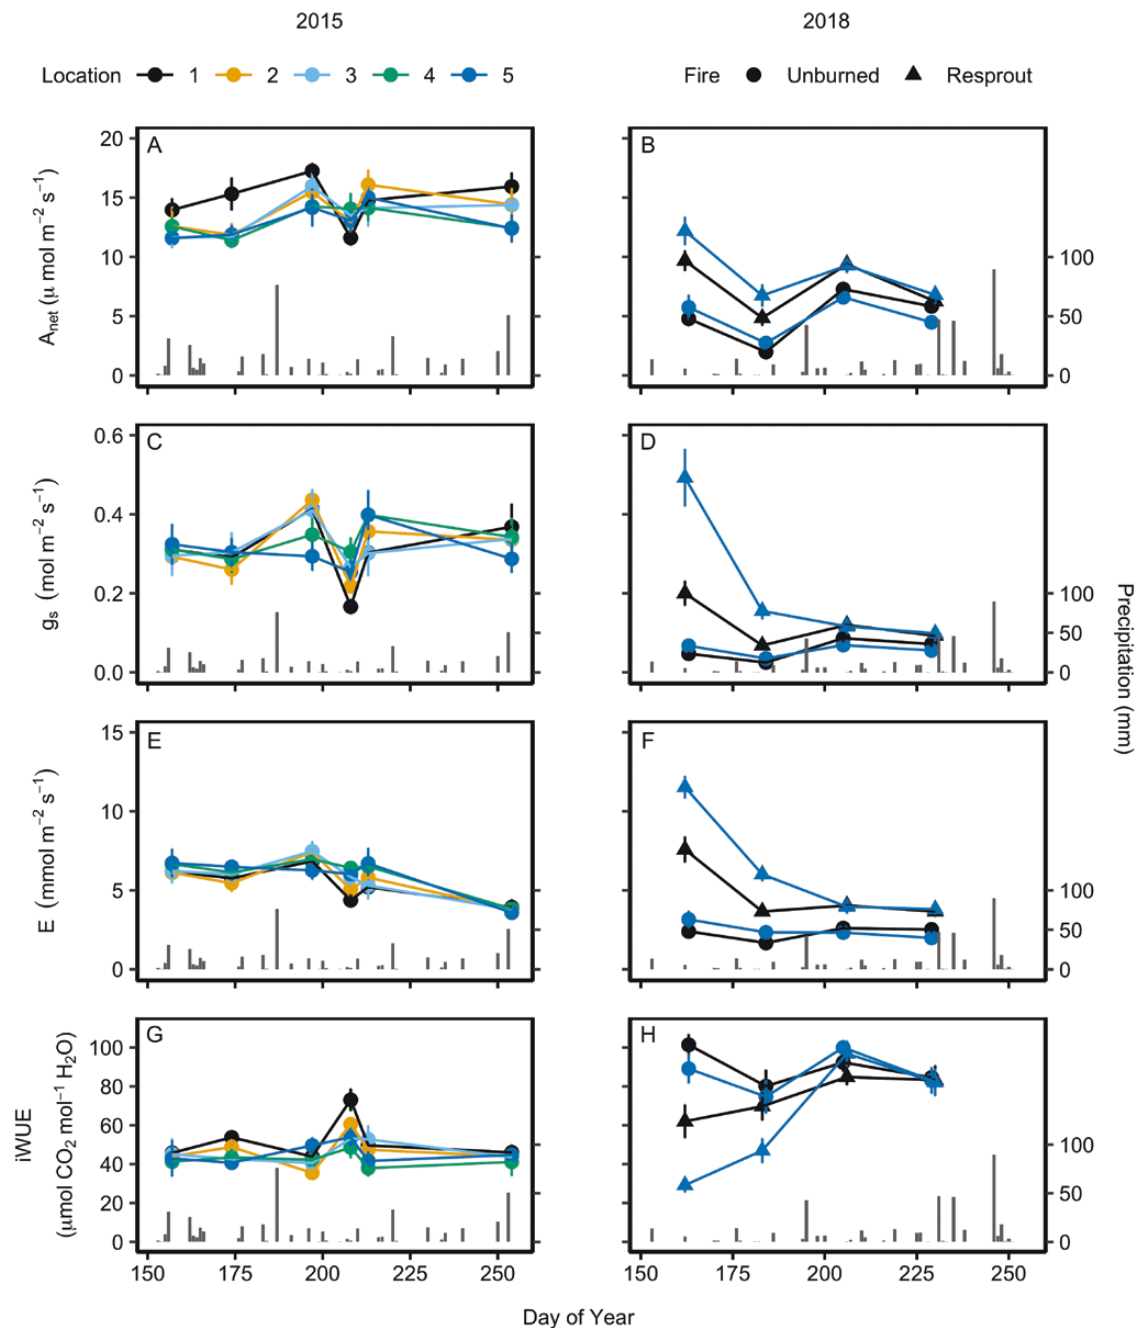 2015 2018
Location 1 2 3 4 5 Fire Unburned Resprout
A B
20
15
10 100
5 50
0 0
A_net (μ mol m⁻² s⁻¹)
C D
0.6
0.4
0.2 100
50
0.0 0
g_s (mol m⁻² s⁻¹)
Precipitation (mm)
E F
15
10
5 100
50
0 0
E (mmol m⁻² s⁻¹)
G H
100
80
60
40 100
20 50
0 0
iWUE
(μmol CO₂ mol⁻¹ H₂O)
150 175 200 225 250 150 175 200 225 250
Day of Year